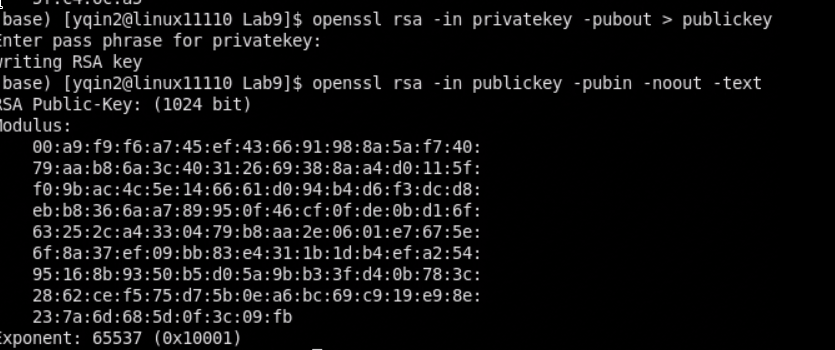 base) [yqin2@linux11110 Lab9]$ openssl rsa -in privatekey -pubout > publickey
Enter pass phrase for privatekey:
writing RSA key
base) [yqin2@linux11110 Lab9]$ openssl rsa -in publickey -pubin -noout -text
RSA Public-Key: (1024 bit)
Modulus:
00:a9:f9:f6:a7:45:ef:43:66:91:98:8a:5a:f7:40:
79:aa:b8:6a:3c:40:31:26:69:38:8a:a4:d0:11:5f:
f0:9b:ac:4c:5e:14:66:61:d0:94:b4:d6:f3:dc:d8:
eb:b8:36:6a:a7:89:95:0f:46:cf:0f:de:0b:d1:6f:
63:25:2c:a4:33:04:79:b8:aa:2e:06:01:e7:67:5e:
6f:8a:37:ef:09:bb:83:e4:31:1b:1d:b4:ef:a2:54:
95:16:8b:93:50:b5:d0:5a:9b:b3:3f:d4:0b:78:3c:
28:62:ce:f5:75:d7:5b:0e:a6:bc:69:c9:19:e9:8e:
23:7a:6d:68:5d:0f:3c:09:fb
Exponent: 65537 (0x10001)